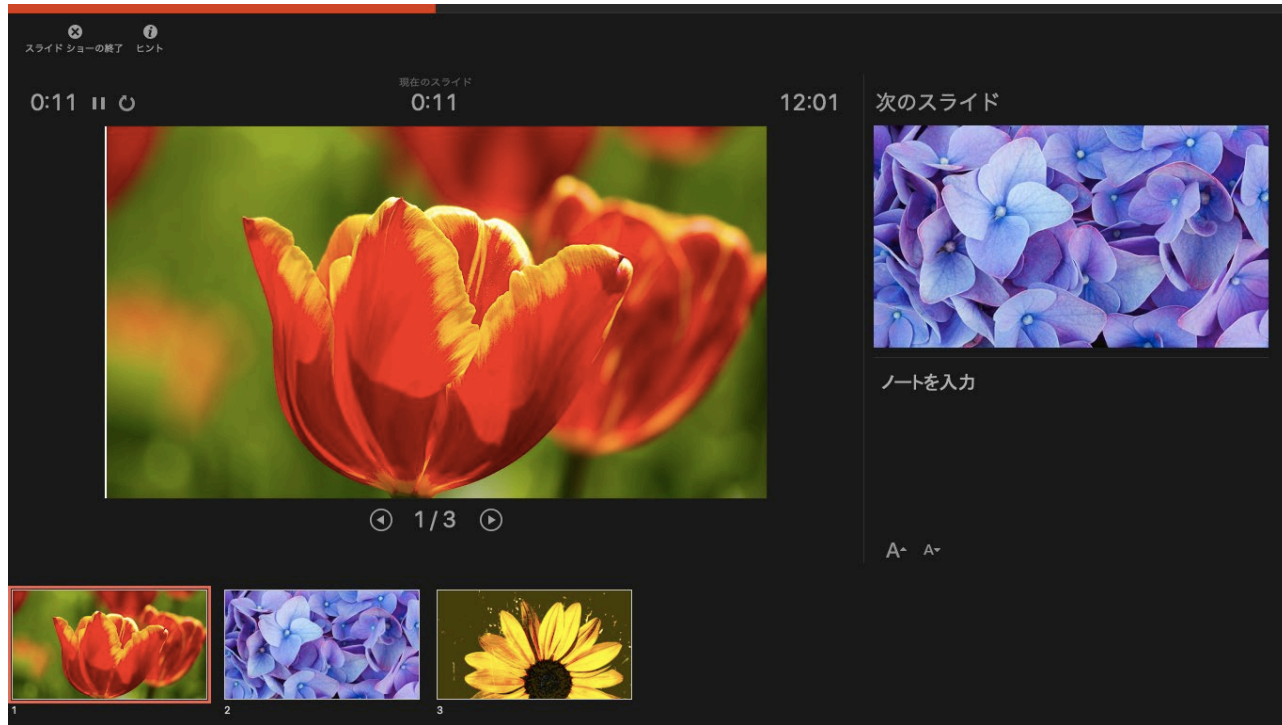 スライド ショーの終了
ヒント
0:11
現在のスライド
0:11
12:01
次のスライド
ノートを入力
1/3
A
A
1
2
3